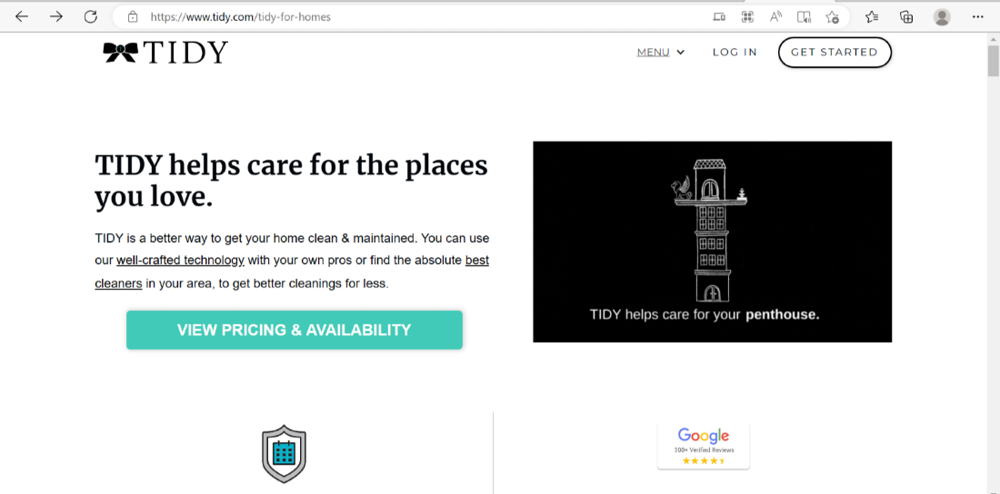 https://www.tidy.com/tidy-for-homes
TIDY
MENU
LOG IN
GET STARTED
TIDY helps care for the places
you love.
TIDY is a better way to get your home clean & maintained. You can use
our well-crafted technology with your own pros or find the absolute best
cleaners in your area, to get better cleanings for less.
VIEW PRICING & AVAILABILITY
TIDY helps care for your penthouse.
Google
300+ Verified Reviews